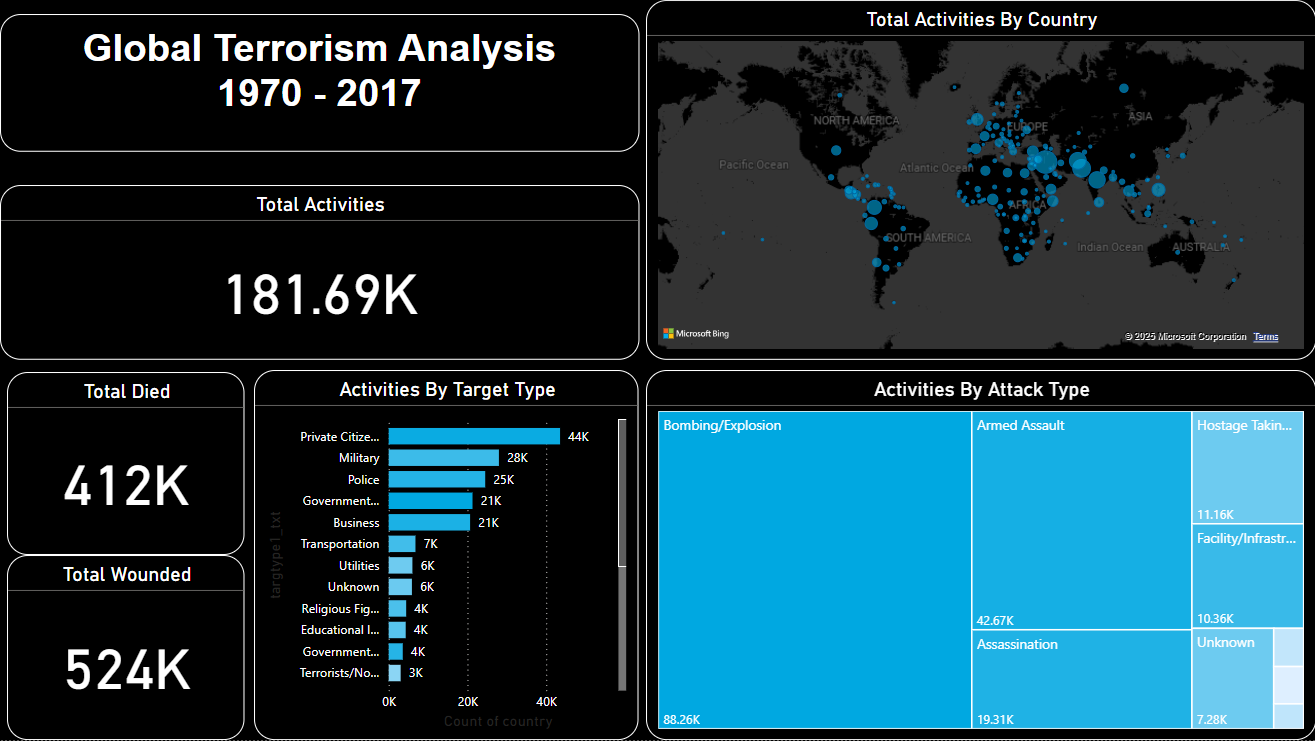 Global Terrorism Analysis
1970 - 2017
Total Activities
181.69K
Total Died
412K
Total Wounded
524K
Activities By Target Type
targtype1_txt
Private Citize... 44K
Military 28K
Police 25K
Government... 21K
Business 21K
Transportation 7K
Utilities 6K
Unknown 6K
Religious Fig... 4K
Educational I... 4K
Government... 4K
Terrorists/No... 3K
0K 20K 40K
Count of country
Total Activities By Country
NORTH AMERICA
EUROPE
ASIA
Pacific Ocean
Atlantic Ocean
AFRICA
SOUTH AMERICA
Indian Ocean
AUSTRALIA
Microsoft Bing
© 2025 Microsoft Corporation Terms
Activities By Attack Type
Bombing/Explosion
88.26K
Armed Assault
42.67K
Assassination
19.31K
Hostage Takin...
11.16K
Facility/Infrastr...
10.36K
Unknown
7.28K